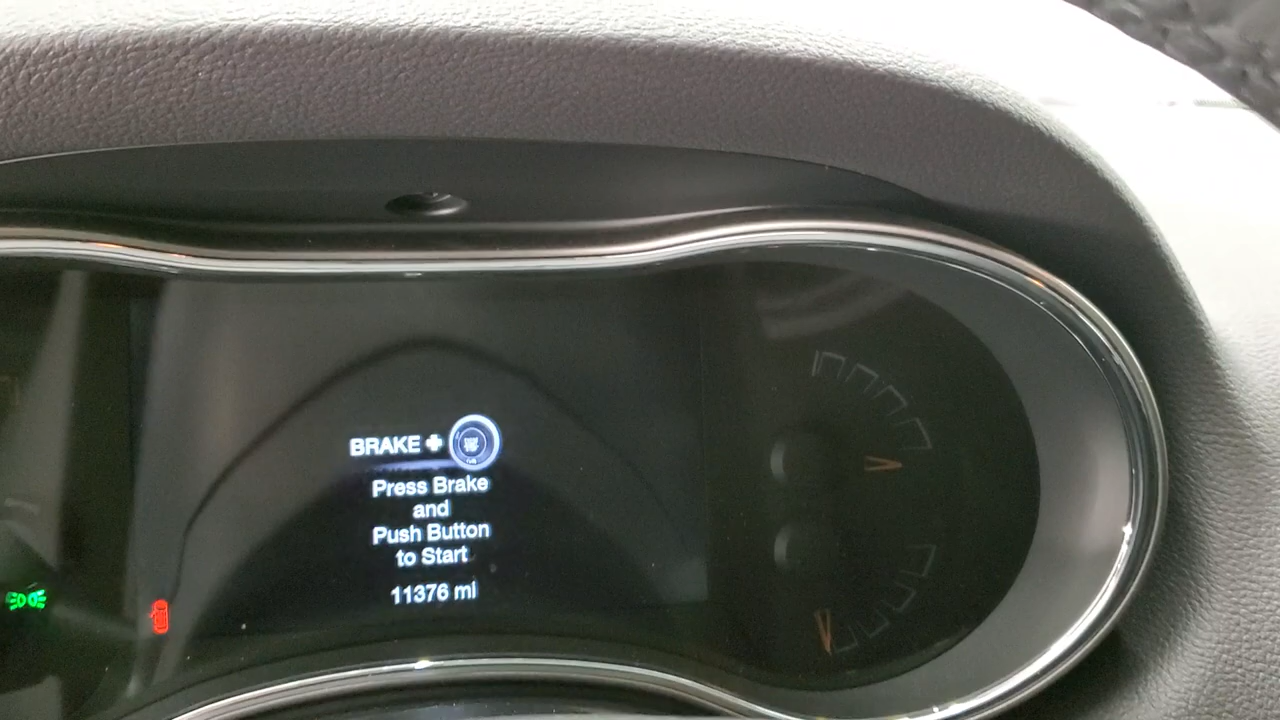 BRAKE +
Press Brake
and
Push Button
to Start
11376 mi